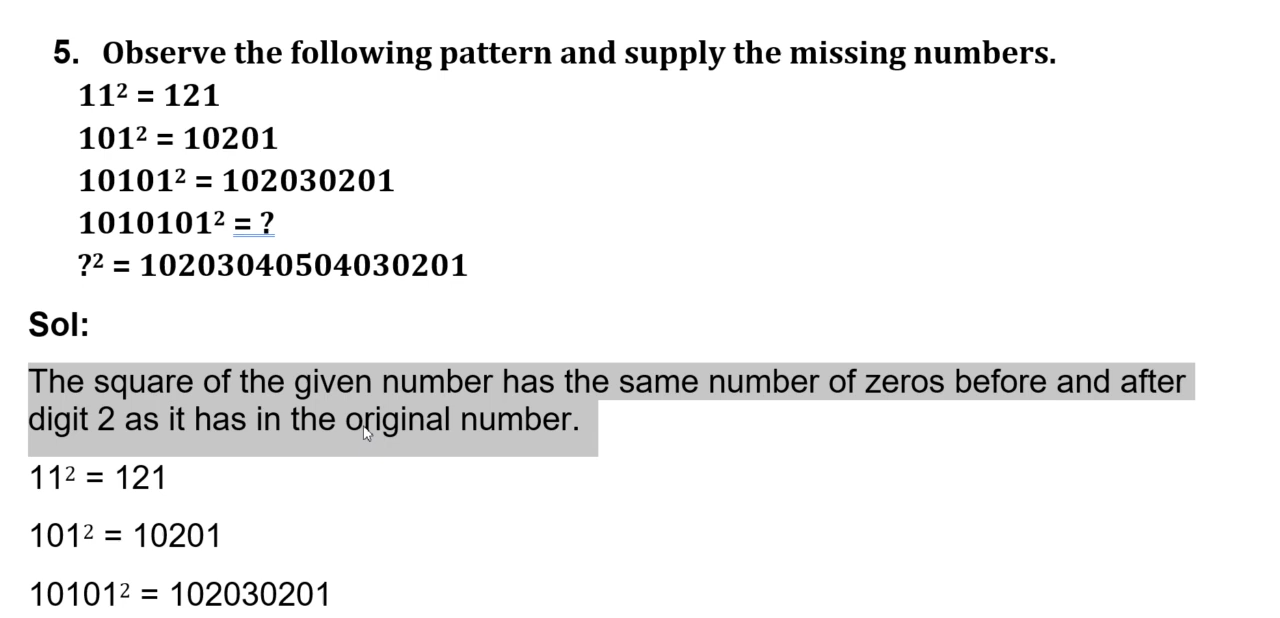 5. Observe the following pattern and supply the missing numbers.
11² = 121
101² = 10201
10101² = 102030201
1010101² = ?
?² = 10203040504030201
Sol:
The square of the given number has the same number of zeros before and after
digit 2 as it has in the original number.
11² = 121
101² = 10201
10101² = 102030201